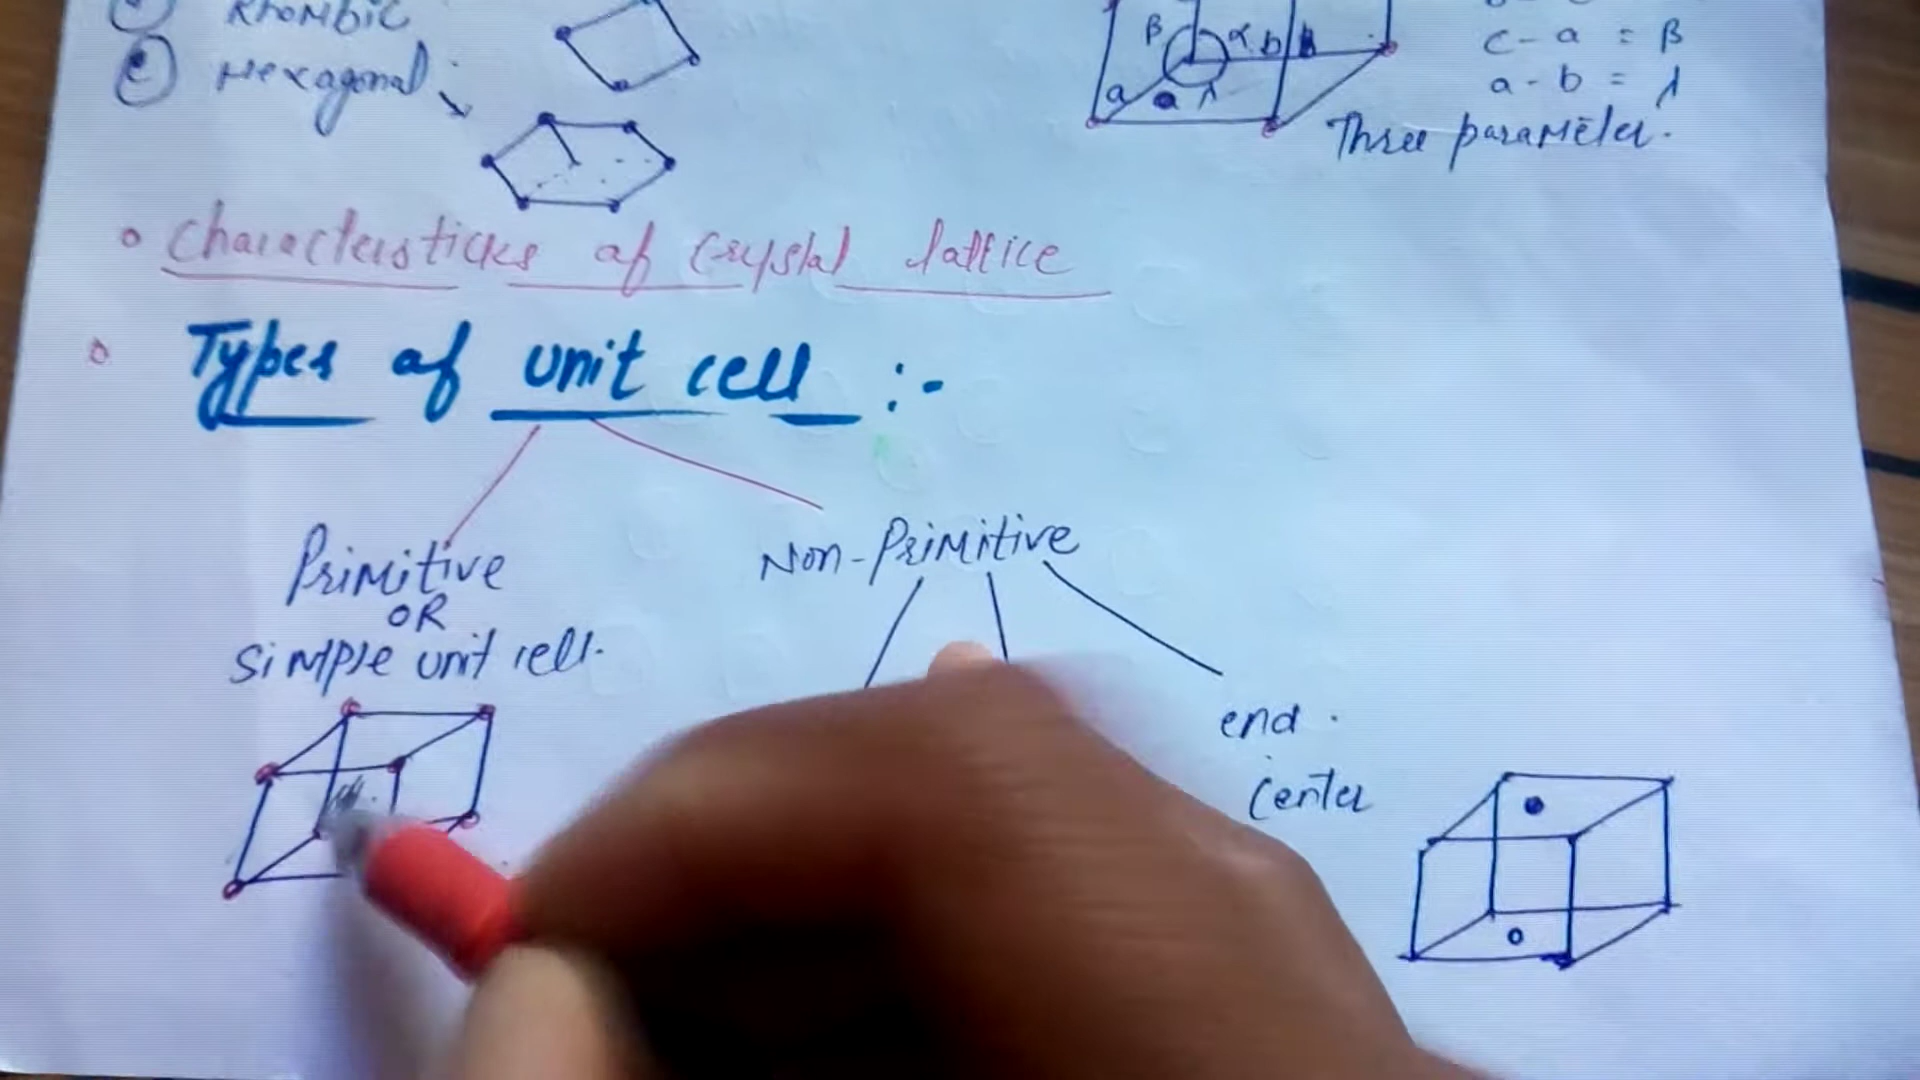 Rhombic
e Hexagonal
β α b
a λ
c - a = β
a - b = λ
Three parameter.
Characteristicks of Crystal lattice
Types of unit cell :-
Primitive
OR
Simple unit cell.
Non-Primitive
end
center